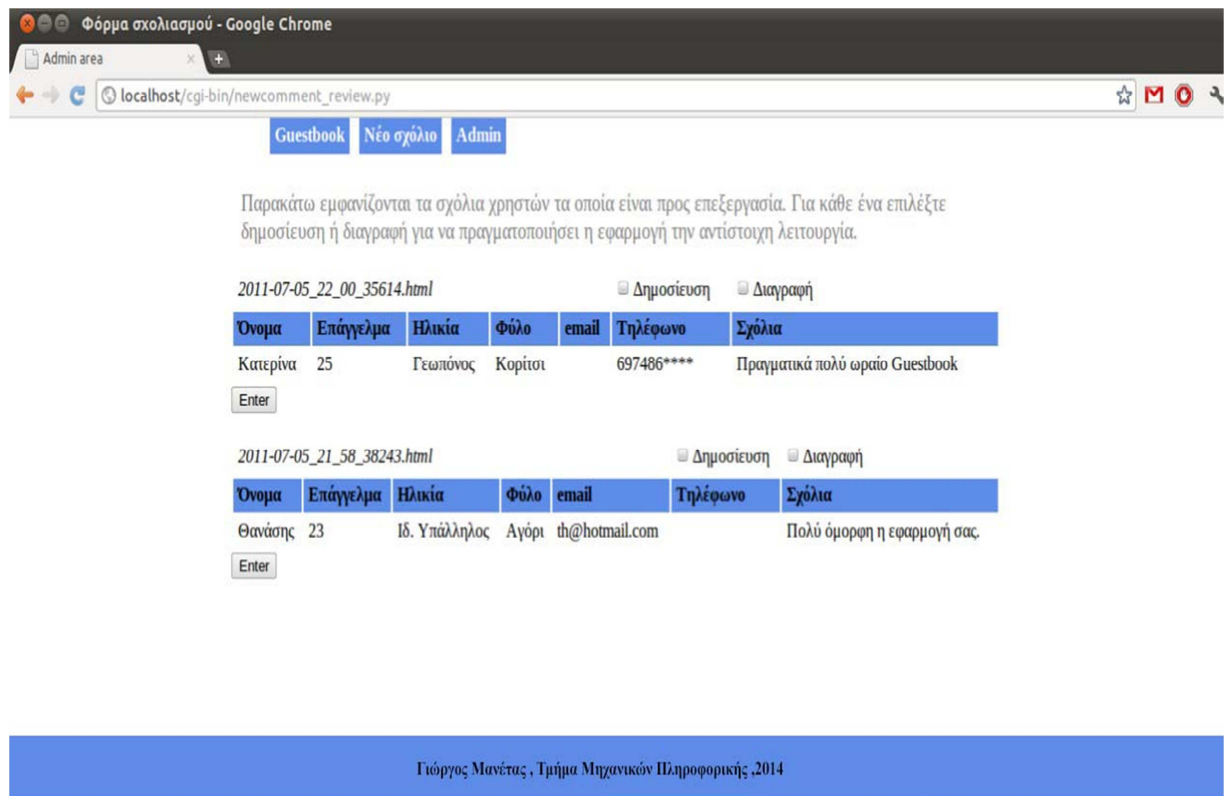 Φόρμα σχολιασμού - Google Chrome
Admin area
localhost/cgi-bin/newcomment_review.py
Guestbook Νέο σχόλιο Admin
Παρακάτω εμφανίζονται τα σχόλια χρηστών τα οποία είναι προς επεξεργασία. Για κάθε ένα επιλέξτε
δημοσίευση ή διαγραφή για να πραγματοποιήσει η εφαρμογή την αντίστοιχη λειτουργία.
2011-07-05_22_00_35614.html Δημοσίευση Διαγραφή
Όνομα Επάγγελμα Ηλικία Φύλο email Τηλέφωνο Σχόλια
Κατερίνα 25 Γεωπόνος Κορίτσι 697486**** Πραγματικά πολύ ωραίο Guestbook
Enter
2011-07-05_21_58_38243.html Δημοσίευση Διαγραφή
Όνομα Επάγγελμα Ηλικία Φύλο email Τηλέφωνο Σχόλια
Θανάσης 23 Ιδ. Υπάλληλος Αγόρι th@hotmail.com Πολύ όμορφη η εφαρμογή σας.
Enter
Γιώργος Μανέτας , Τμήμα Μηχανικών Πληροφορικής ,2014